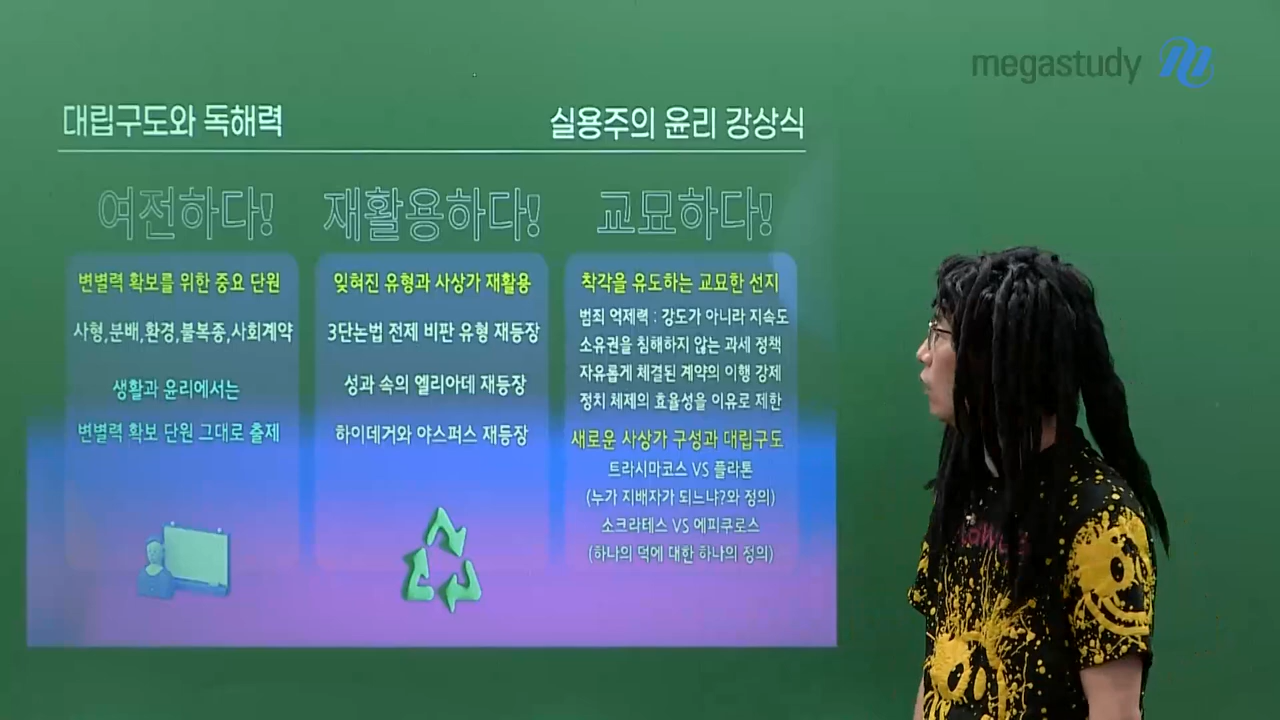 megastudy
대립구도와 독해력
실용주의 윤리 강상식
여전하다!
변별력 확보를 위한 중요 단원
사형,분배,환경,불복종,사회계약
생활과 윤리에서는
변별력 확보 단원 그대로 출제
재활용하다!
잊혀진 유형과 사상가 재활용
3단논법 전제 비판 유형 재등장
성과 속의 엘리아데 재등장
하이데거와 야스퍼스 재등장
교묘하다!
착각을 유도하는 교묘한 선지
범죄 억제력 : 강도가 아니라 지속도
소유권을 침해하지 않는 과세 정책
자유롭게 체결된 계약의 이행 강제
정치 체제의 효율성을 이유로 제한
새로운 사상가 구성과 대립구도
트라시마코스 VS 플라톤
(누가 지배자가 되느냐?와 정의)
소크라테스 VS 에피쿠로스
(하나의 덕에 대한 하나의 정의)